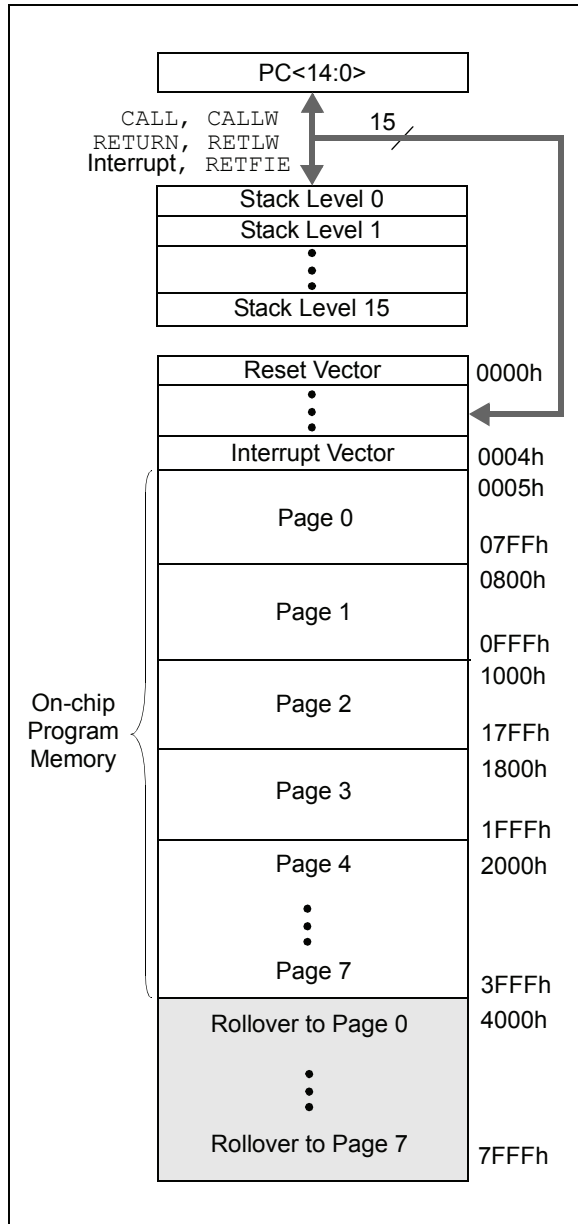 PC<14:0>
CALL, CALLW
RETURN, RETLW
Interrupt, RETFIE
15
Stack Level 0
Stack Level 1
Stack Level 15
Reset Vector
0000h
Interrupt Vector
0004h
0005h
Page 0
07FFh
0800h
Page 1
0FFFh
1000h
On-chip
Program
Memory
Page 2
17FFh
1800h
Page 3
1FFFh
Page 4
2000h
Page 7
3FFFh
Rollover to Page 0
4000h
Rollover to Page 7
7FFFh